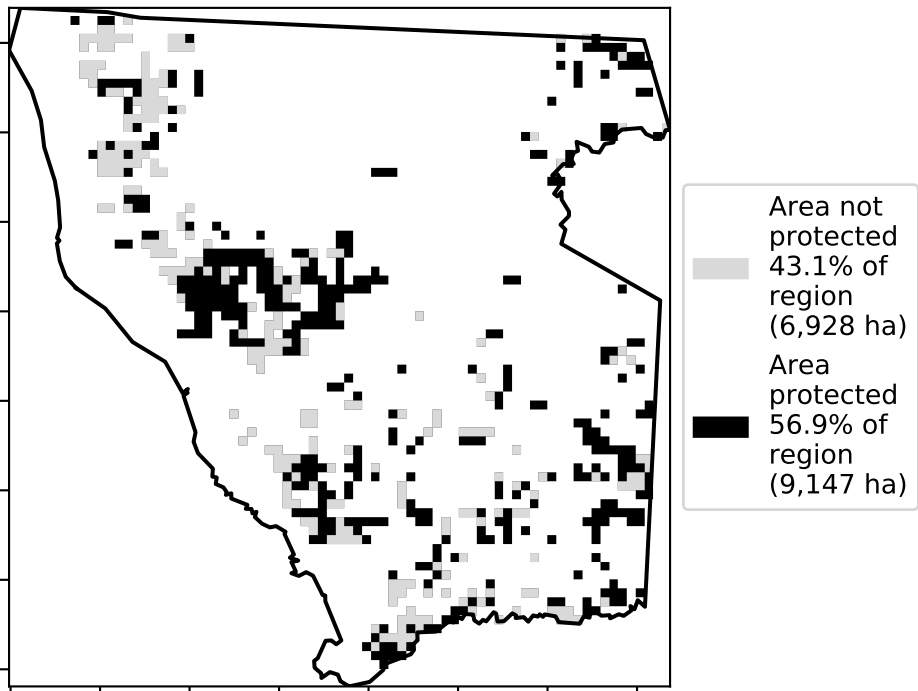 Area not
protected
43.1% of
region
(6,928 ha)
Area
protected
56.9% of
region
(9,147 ha)